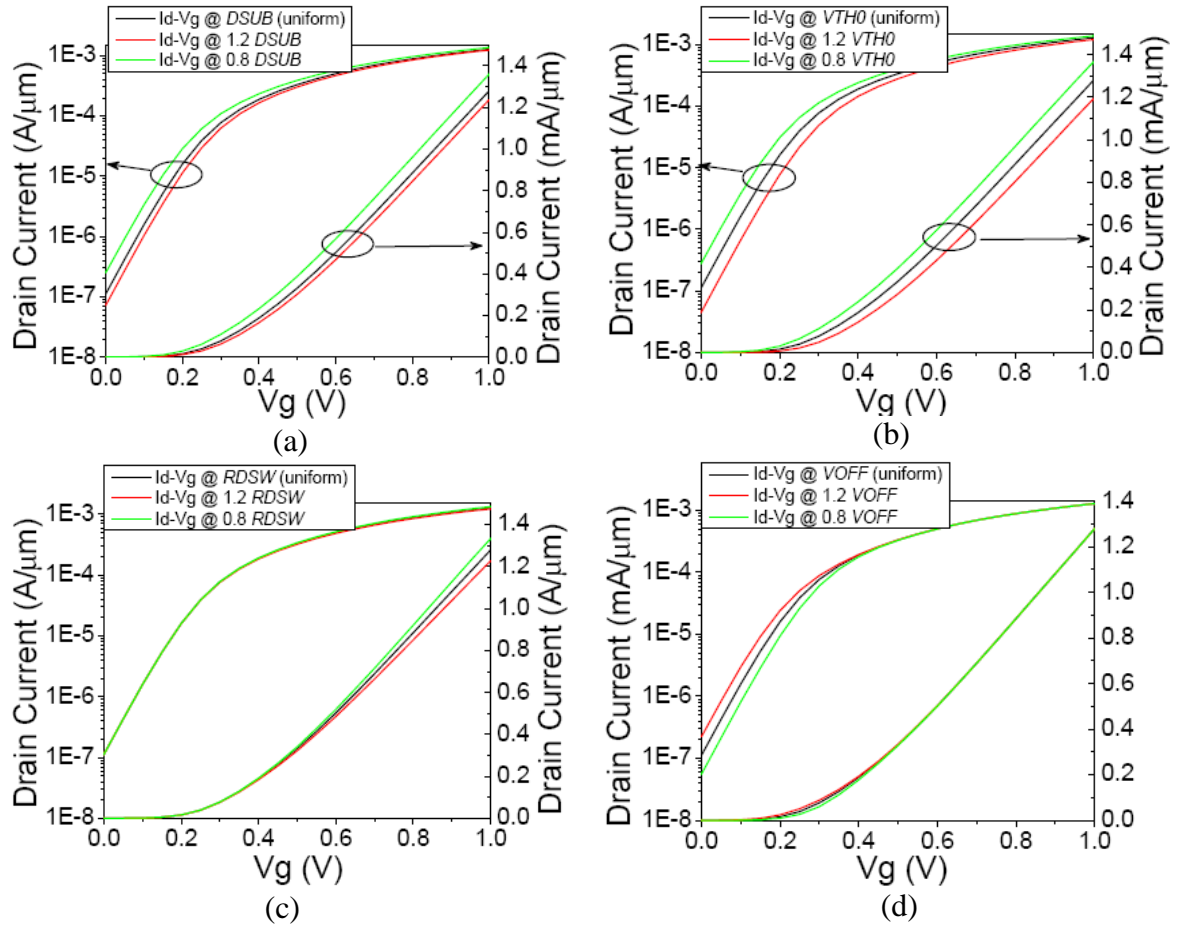 Id-Vg @ DSUB (uniform)
Id-Vg @ 1.2 DSUB
Id-Vg @ 0.8 DSUB
Drain Current (A/μm)
1E-3
1E-4
1E-5
1E-6
1E-7
1E-8
0.0 0.2 0.4 0.6 0.8 1.0
Vg (V)
1.4
1.2
1.0
0.8
0.6
0.4
0.2
0.0
Drain Current (mA/μm)
(a)
Id-Vg @ VTH0 (uniform)
Id-Vg @ 1.2 VTH0
Id-Vg @ 0.8 VTH0
Drain Current (A/μm)
1E-3
1E-4
1E-5
1E-6
1E-7
1E-8
0.0 0.2 0.4 0.6 0.8 1.0
Vg (V)
1.4
1.2
1.0
0.8
0.6
0.4
0.2
0.0
Drain Current (mA/μm)
(b)
Id-Vg @ RDSW (uniform)
Id-Vg @ 1.2 RDSW
Id-Vg @ 0.8 RDSW
Drain Current (A/μm)
1E-3
1E-4
1E-5
1E-6
1E-7
1E-8
0.0 0.2 0.4 0.6 0.8 1.0
Vg (V)
1.4
1.2
1.0
0.8
0.6
0.4
0.2
0.0
Drain Current (A/μm)
(c)
Id-Vg @ VOFF (uniform)
Id-Vg @ 1.2 VOFF
Id-Vg @ 0.8 VOFF
Drain Current (mA/μm)
1E-3
1E-4
1E-5
1E-6
1E-7
1E-8
0.0 0.2 0.4 0.6 0.8 1.0
Vg (V)
1.4
1.2
1.0
0.8
0.6
0.4
0.2
0.0
(d)